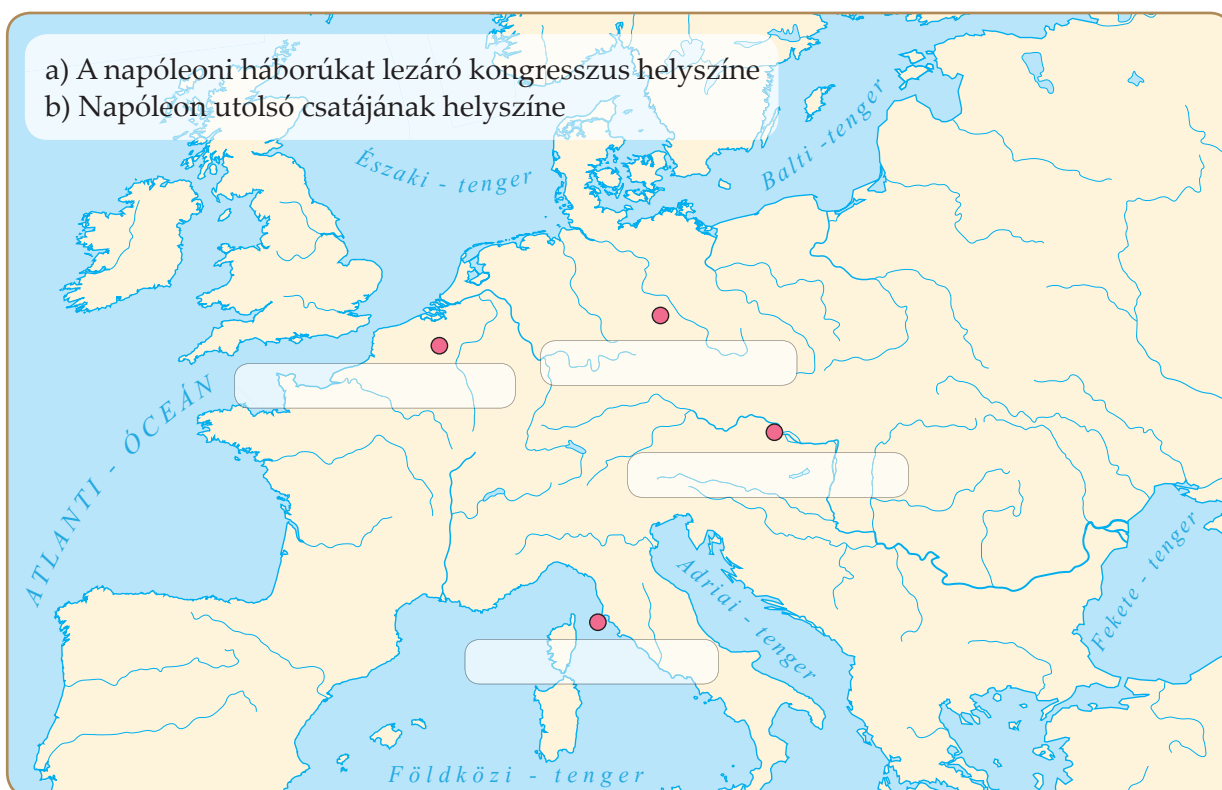 a) A napóleoni háborúkat lezáró kongresszus helyszíne
b) Napóleon utolsó csatájának helyszíne
Északi - tenger
Balti - tenger
ATLANTI - ÓCEÁN
Adriai - tenger
Fekete - tenger
Földközi - tenger